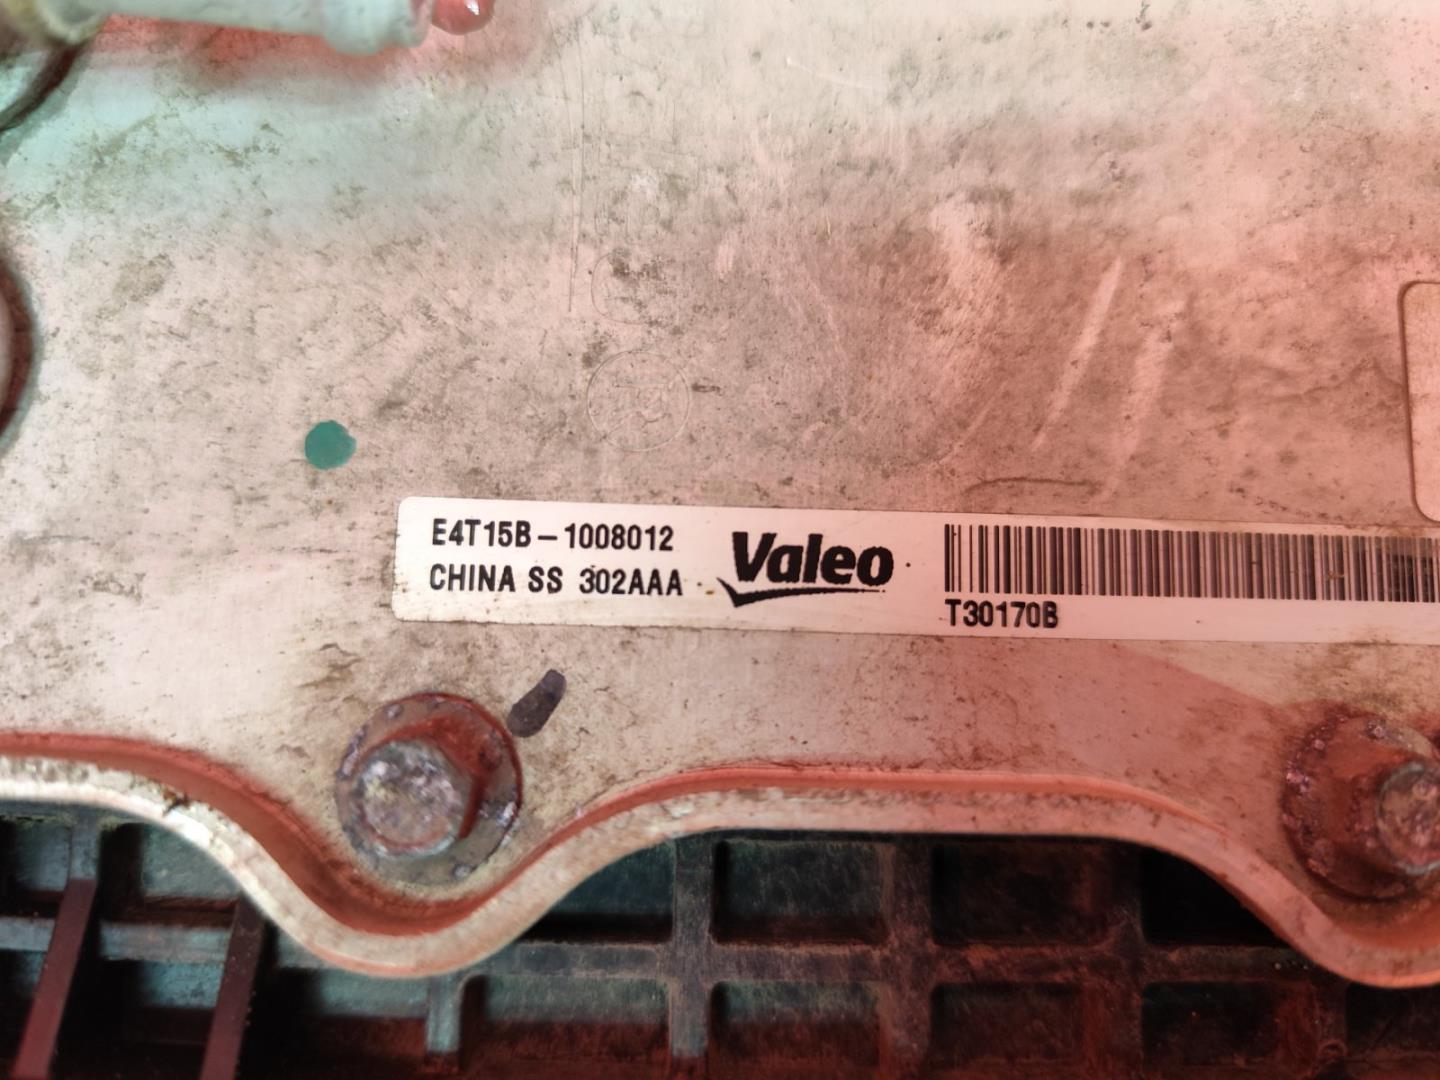 E4T15B-1008012
CHINA SS 302AAA
Valeo
T30170B